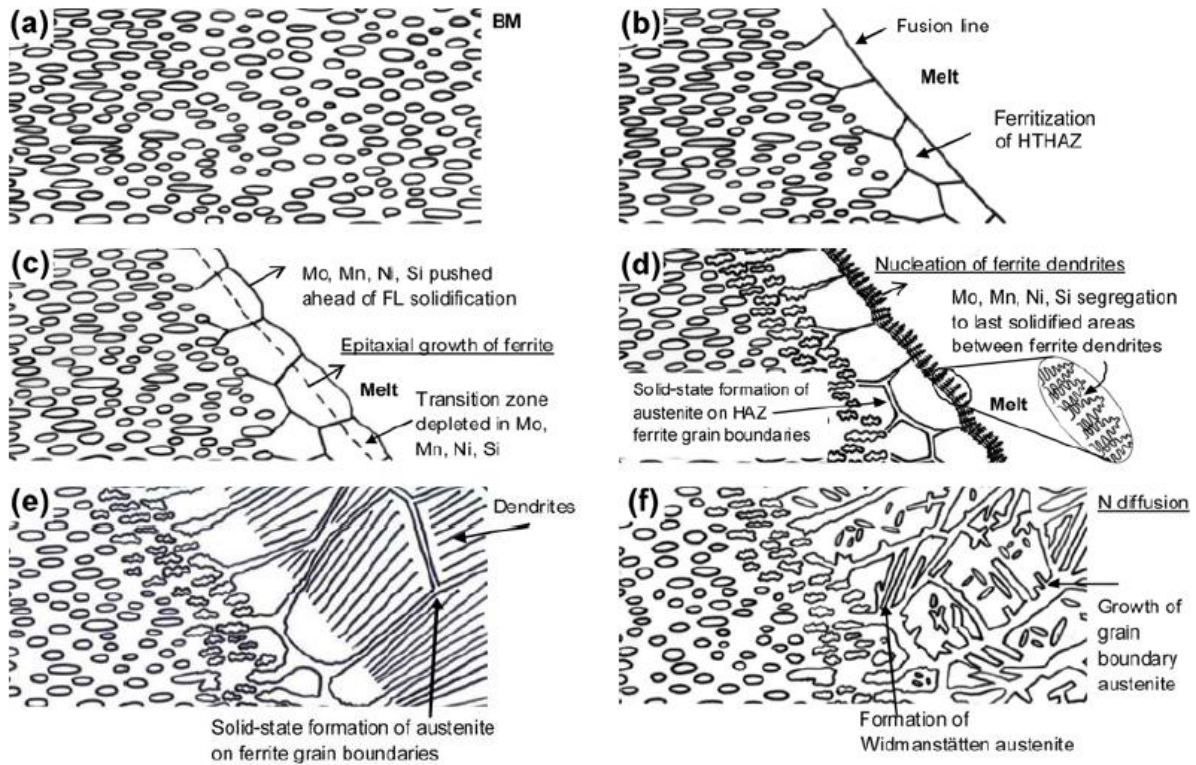 (a)
BM
(b)
Fusion line
Melt
Ferritization
of HTHAZ
(c)
Mo, Mn, Ni, Si pushed
ahead of FL solidification
Epitaxial growth of ferrite
Melt
Transition zone
depleted in Mo,
Mn, Ni, Si
(d)
Nucleation of ferrite dendrites
Mo, Mn, Ni, Si segregation
to last solidified areas
between ferrite dendrites
Solid-state formation of
austenite on HAZ
ferrite grain boundaries
Melt
(e)
Dendrites
Solid-state formation of austenite
on ferrite grain boundaries
(f)
N diffusion
Growth of
grain
boundary
austenite
Formation of
Widmanstätten austenite